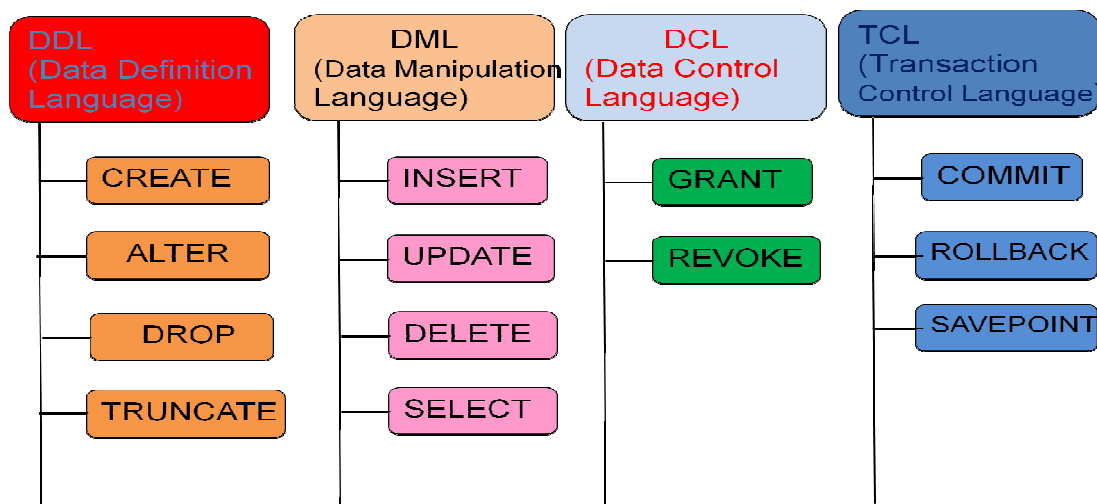 DDL
(Data Definition
Language)
CREATE
ALTER
DROP
TRUNCATE
DML
(Data Manipulation
Language)
INSERT
UPDATE
DELETE
SELECT
DCL
(Data Control
Language)
GRANT
REVOKE
TCL
(Transaction
Control Language)
COMMIT
ROLLBACK
SAVEPOINT